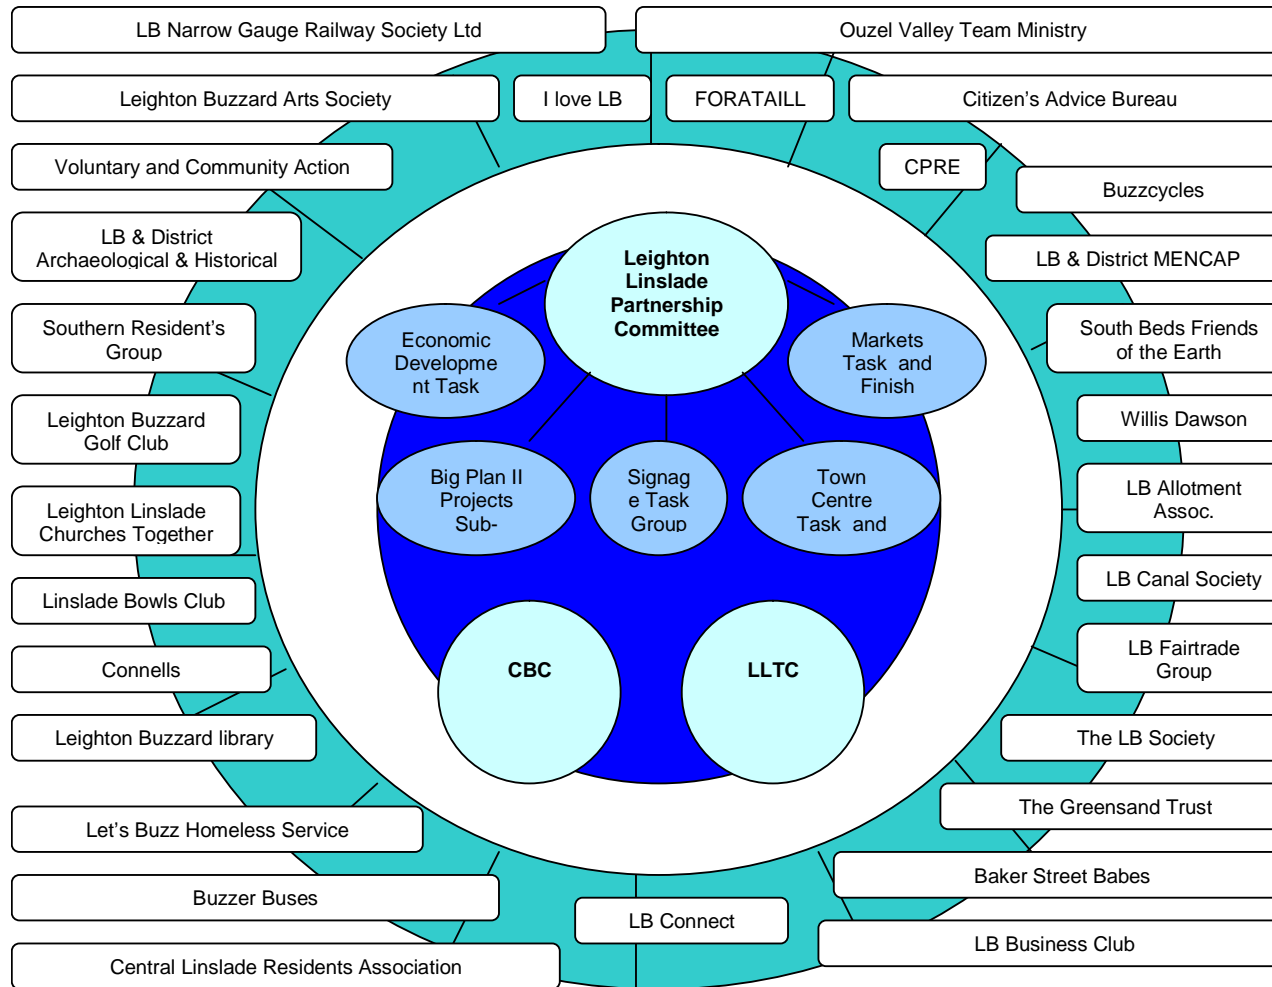 LB Narrow Gauge Railway Society Ltd
Ouzel Valley Team Ministry
Leighton Buzzard Arts Society
I love LB
FORATAILL
Citizen's Advice Bureau
Voluntary and Community Action
CPRE
Buzzcycles
LB & District
Archaeological & Historical
LB & District MENCAP
Leighton
Linslade
Partnership
Committee
Southern Resident's
Group
Economic
Developme
nt Task
Markets
Task and
Finish
South Beds Friends
of the Earth
Leighton Buzzard
Golf Club
Willis Dawson
Big Plan II
Projects
Sub-
Signag
e Task
Group
Town
Centre
Task and
Leighton Linslade
Churches Together
LB Allotment
Assoc.
Linslade Bowls Club
LB Canal Society
Connells
CBC
LLTC
LB Fairtrade
Group
Leighton Buzzard library
The LB Society
Let's Buzz Homeless Service
The Greensand Trust
Buzzer Buses
Baker Street Babes
LB Connect
LB Business Club
Central Linslade Residents Association